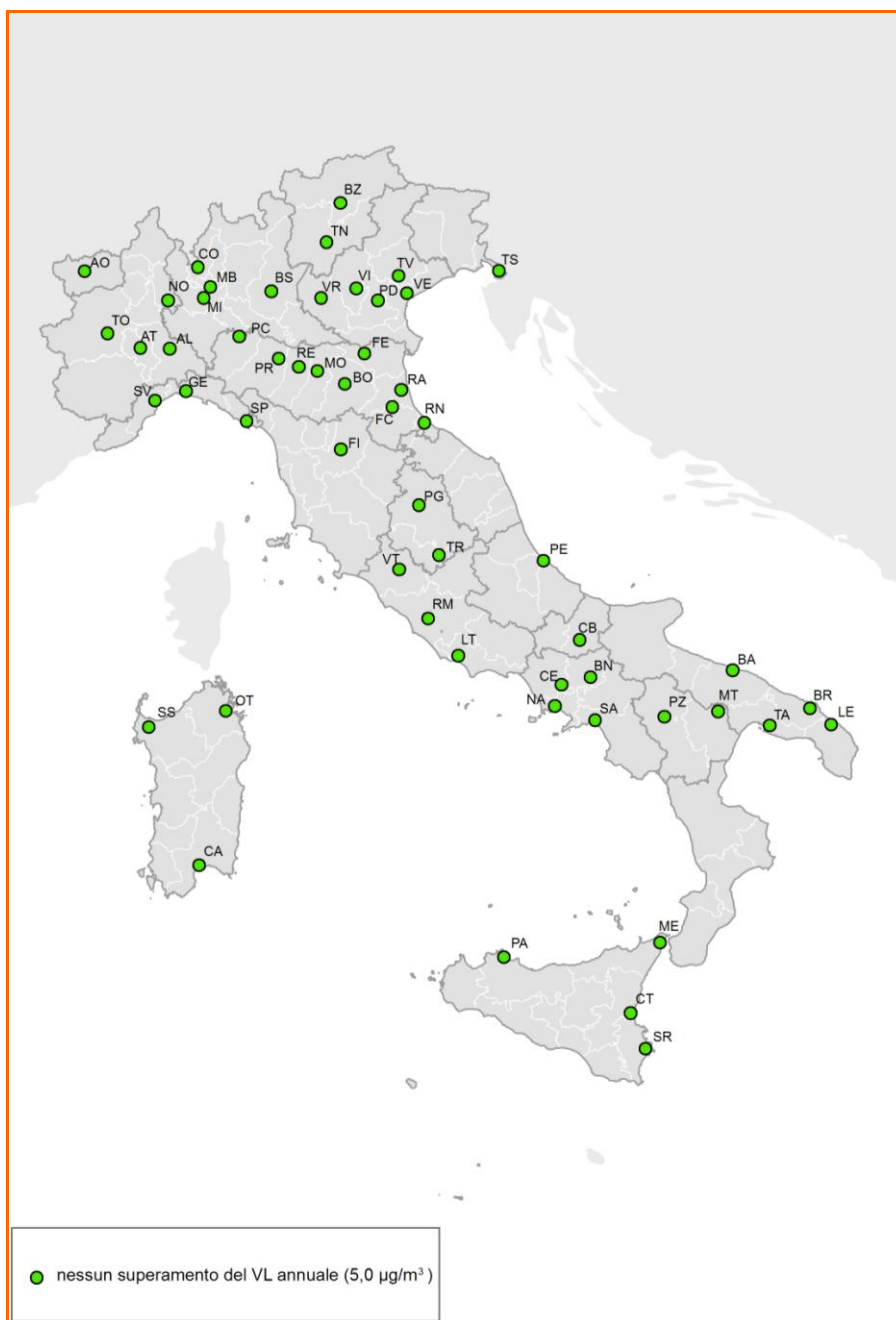 BZ
TN
AO
CO
MB
NO
MI
BS
VR
VI
TV
PD
VE
TS
TO
AT
AL
PC
PR
RE
MO
FE
BO
RA
FC
RN
SV
GE
SP
FI
PG
TR
VT
PE
RM
LT
CB
CE
BN
NA
SA
PZ
BA
MT
TA
BR
LE
SS
OT
CA
PA
ME
CT
SR
nessun superamento del VL annuale (5,0 µg/m³ )